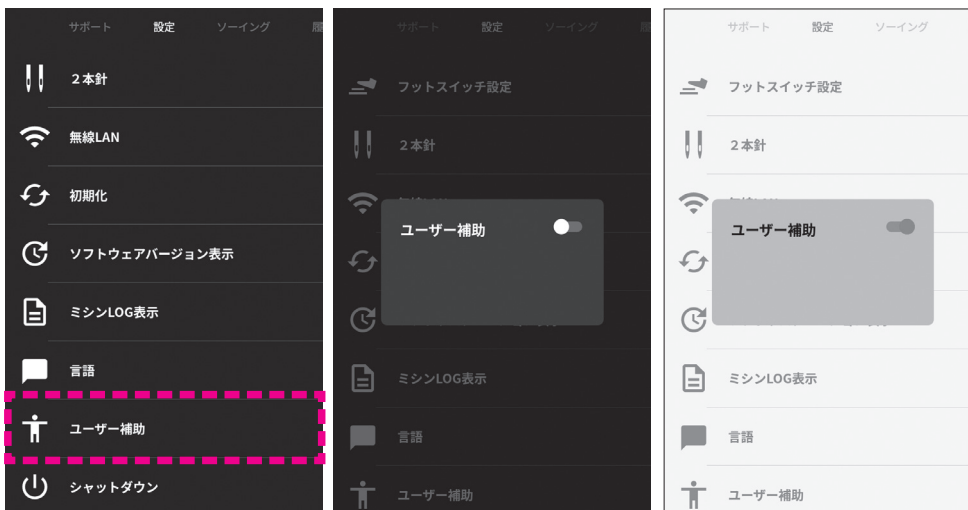 サポート 設定 ソーイング
２本針
無線LAN
初期化
ソフトウェアバージョン表示
ミシンLOG表示
言語
ユーザー補助
シャットダウン
サポート 設定 ソーイング
フットスイッチ設定
２本針
ユーザー補助
ミシンLOG表示
言語
ユーザー補助
サポート 設定 ソーイング
フットスイッチ設定
２本針
ユーザー補助
ミシンLOG表示
言語
ユーザー補助